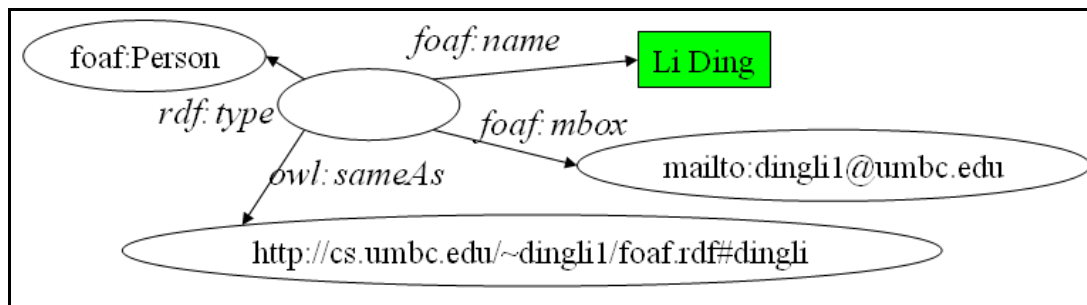 foaf:name
foaf:Person
Li Ding
rdf:type
foaf:mbox
mailto:dingli1@umbc.edu
owl:sameAs
http://cs.umbc.edu/~dingli1/foaf.rdf#dingli